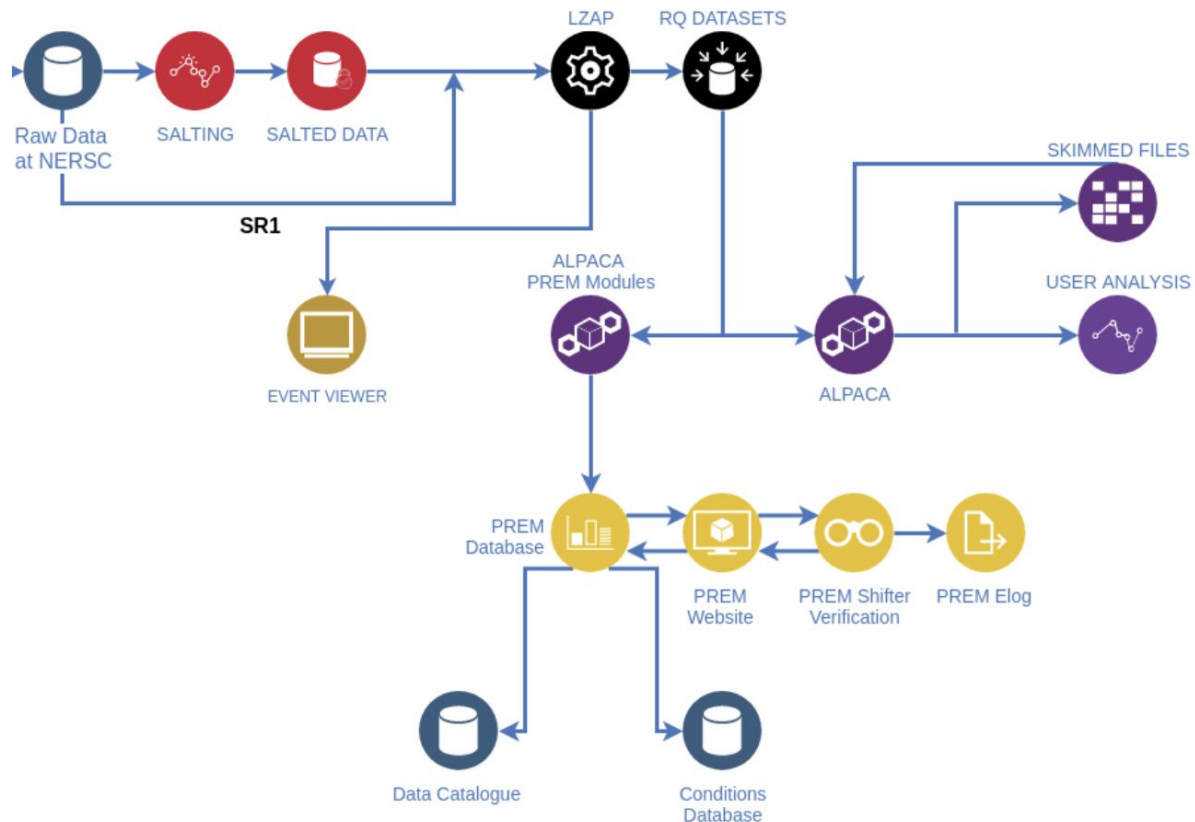 LZAP
RQ DATASETS
Raw Data
at NERSC
SALTING
SALTED DATA
SKIMMED FILES
SR1
ALPACA
PREM Modules
USER ANALYSIS
EVENT VIEWER
ALPACA
PREM
Database
PREM
Website
PREM Shifter
Verification
PREM Elog
Data Catalogue
Conditions
Database